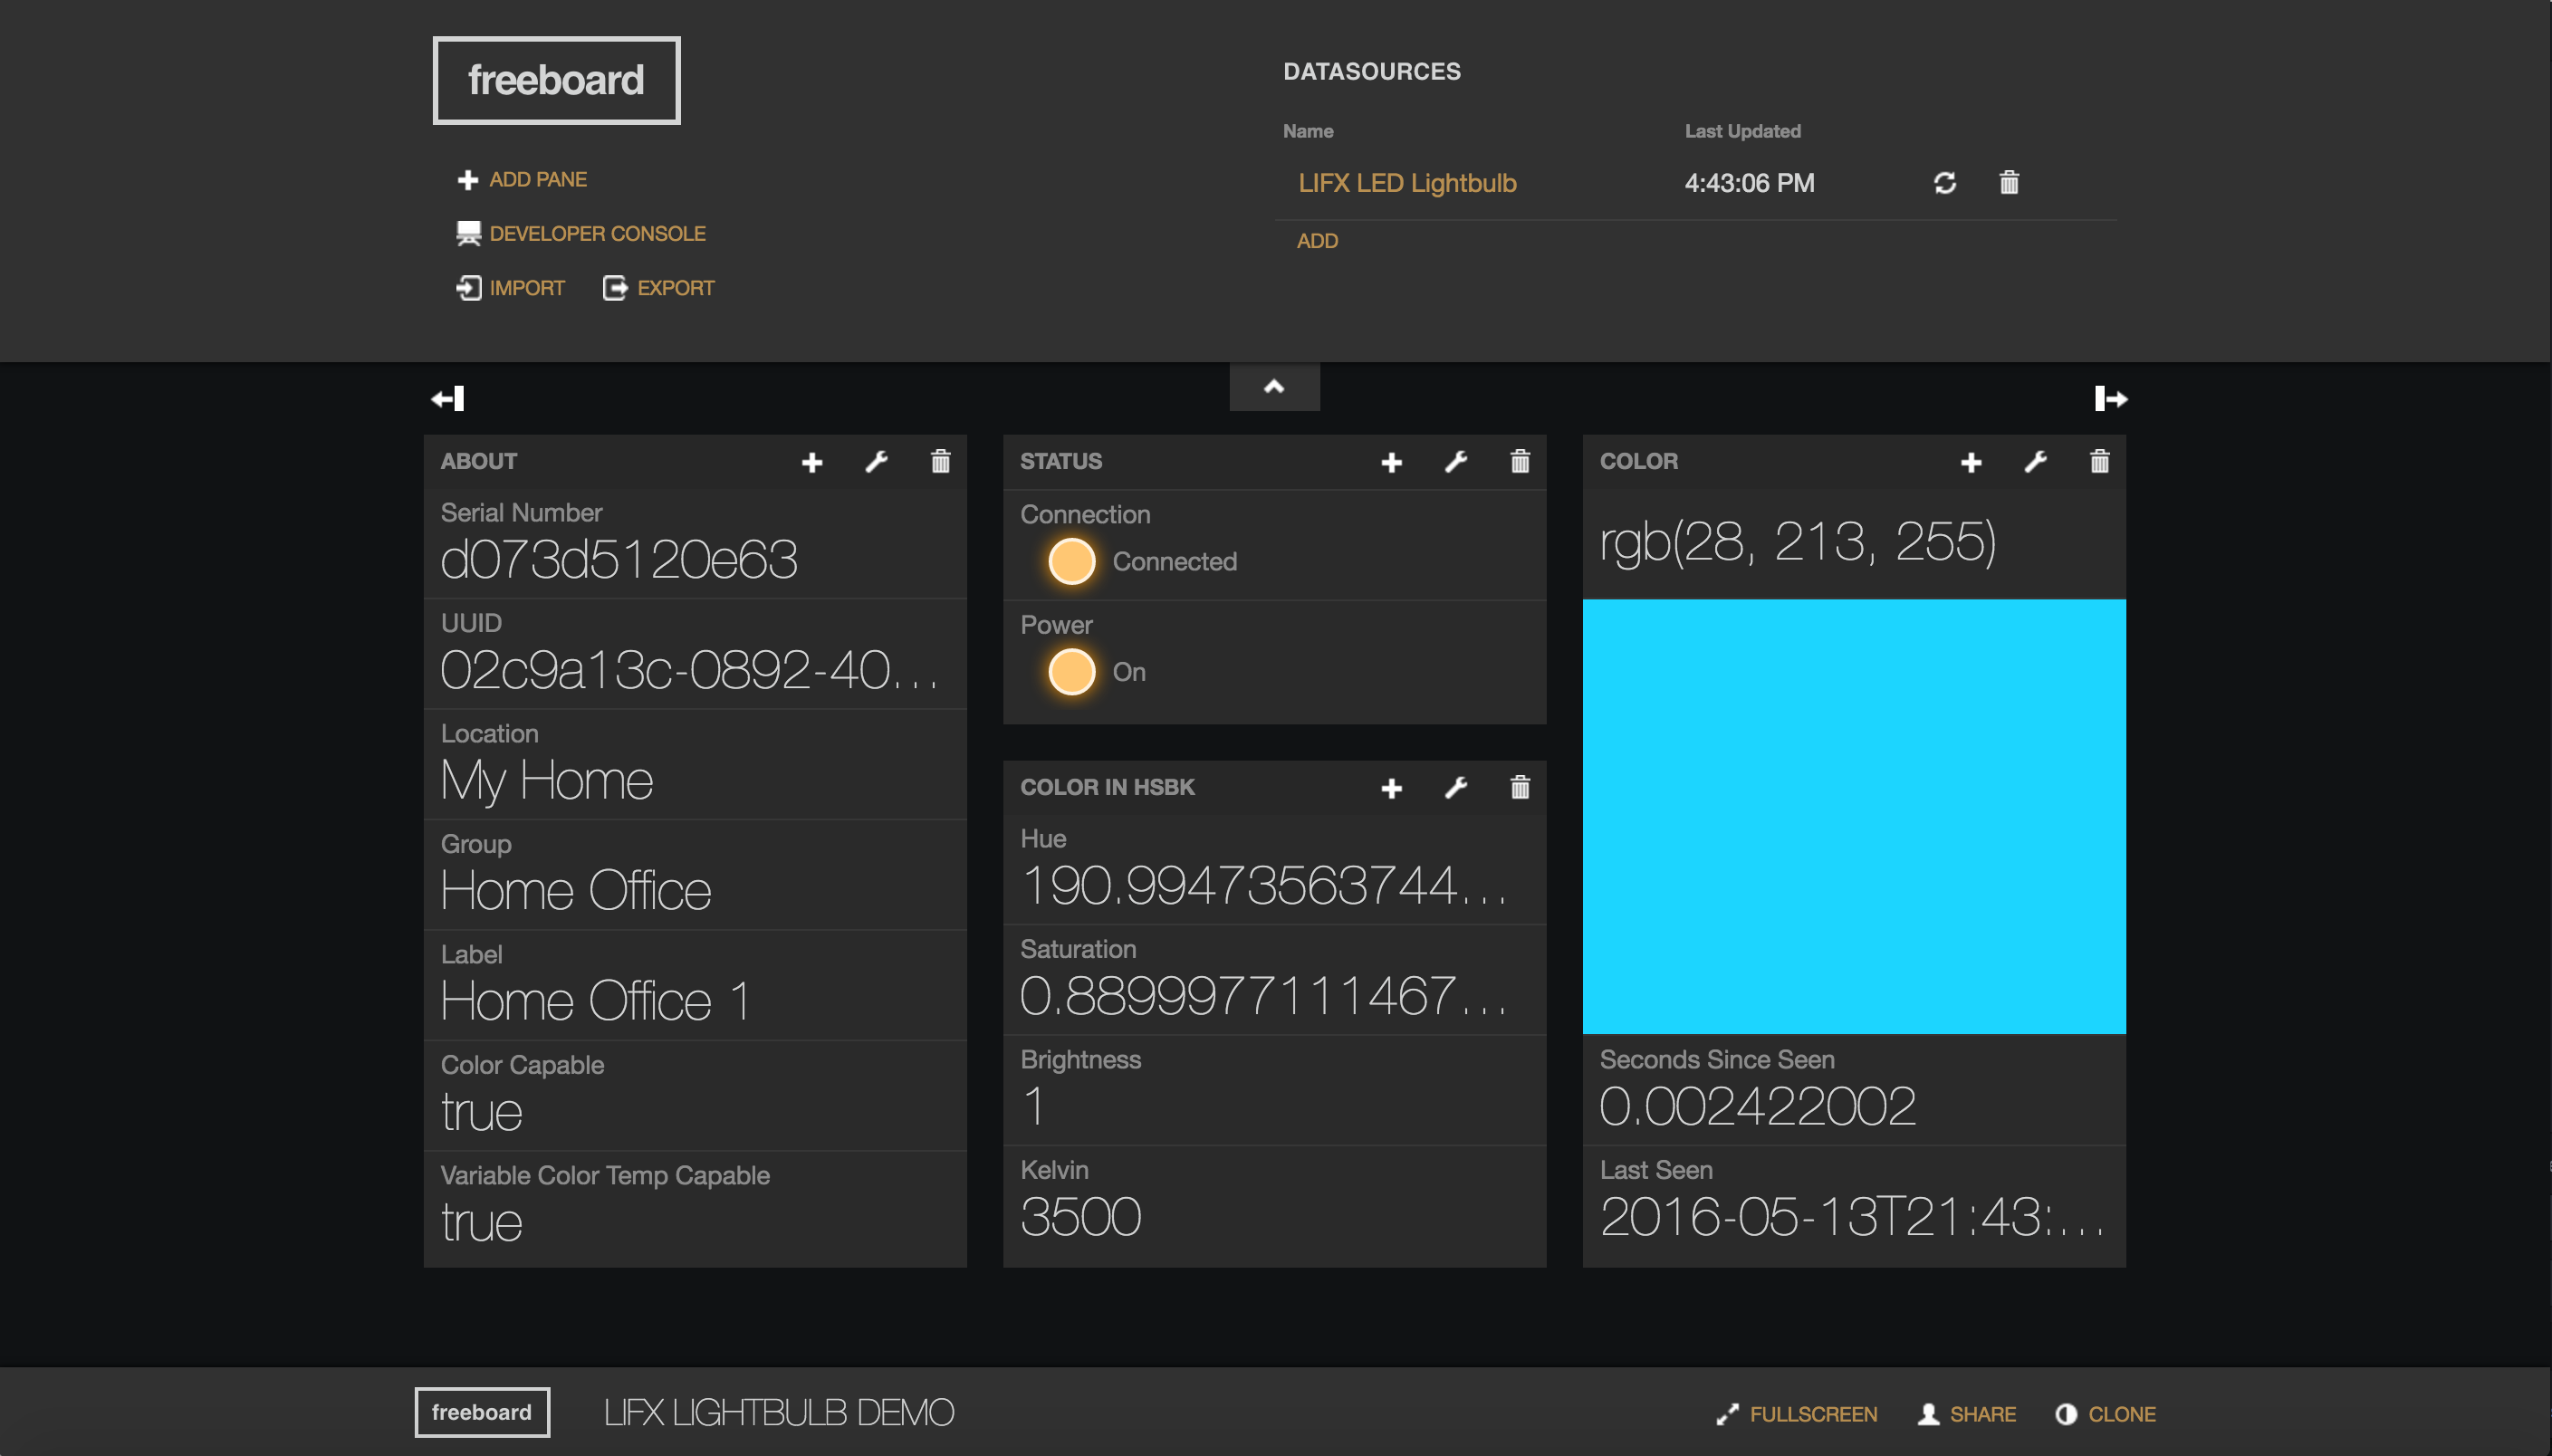 freeboard
ADD PANE
DEVELOPER CONSOLE
IMPORT EXPORT
DATASOURCES
Name Last Updated
LIFX LED Lightbulb 4:43:06 PM
ADD
ABOUT
Serial Number
d073d5120e63
UUID
02c9a13c-0892-40...
Location
My Home
Group
Home Office
Label
Home Office 1
Color Capable
true
Variable Color Temp Capable
true
STATUS
Connection
Connected
Power
On
COLOR IN HSBK
Hue
190.99473563744...
Saturation
0.8899977111467...
Brightness
1
Kelvin
3500
COLOR
rgb(28, 213, 255)
Seconds Since Seen
0.002422002
Last Seen
2016-05-13T21:43:...
freeboard LIFX LIGHTBULB DEMO FULLSCREEN SHARE CLONE